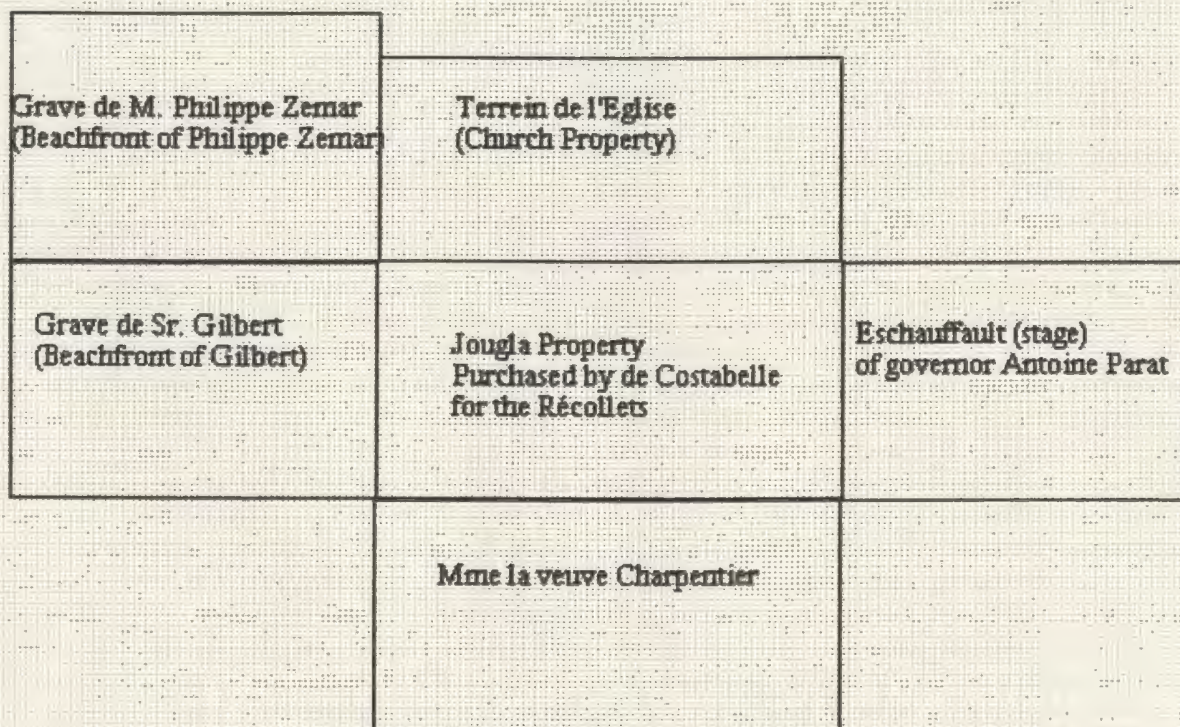 Grave de M. Philippe Zemar
(Beachfront of Philippe Zemar)
Terrein de l'Eglise
(Church Property)
Grave de Sr. Gilbert
(Beachfront of Gilbert)
Jougla Property
Purchased by de Costabelle
for the Récollets
Eschauffault (stage)
of governor Antoine Parat
Mme la veuve Charpentier